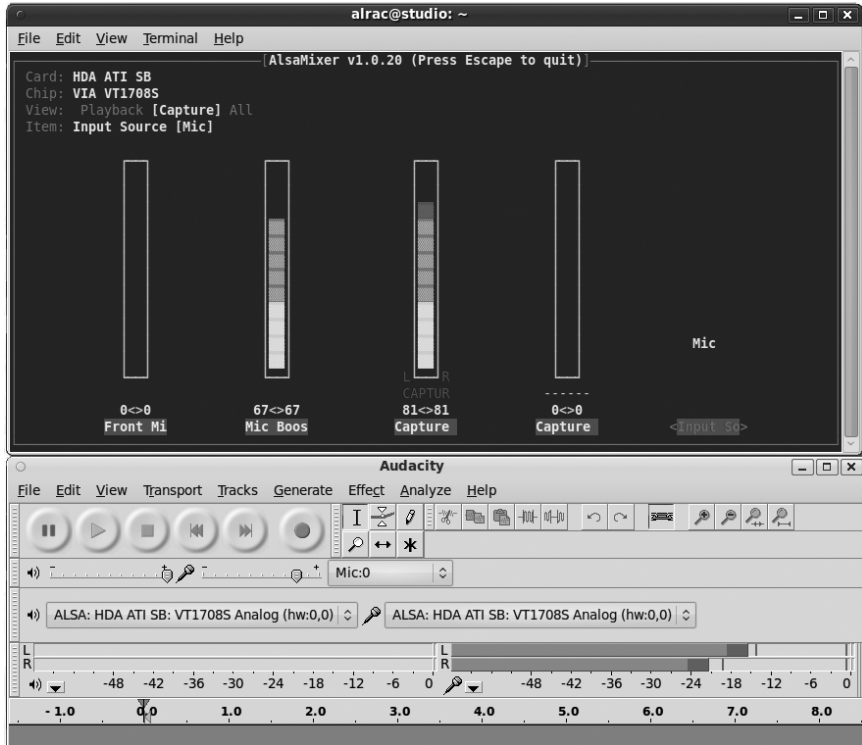 alrac@studio: ~
File Edit View Terminal Help
[AlsaMixer v1.0.20 (Press Escape to quit)]
Card: HDA ATI SB
Chip: VIA VT1708S
View: Playback [Capture] All
Item: Input Source [Mic]
Mic
L R
CAPTUR
------
0<>0 67<>67 81<>81 0<>0
Front Mi Mic Boos Capture Capture <Input So>
Audacity
File Edit View Transport Tracks Generate Effect Analyze Help
- + - + Mic:0
ALSA: HDA ATI SB: VT1708S Analog (hw:0,0) ALSA: HDA ATI SB: VT1708S Analog (hw:0,0)
L L
R R
-48 -42 -36 -30 -24 -18 -12 -6 0 -48 -42 -36 -30 -24 -18 -12 -6 0
- 1.0 0.0 1.0 2.0 3.0 4.0 5.0 6.0 7.0 8.0